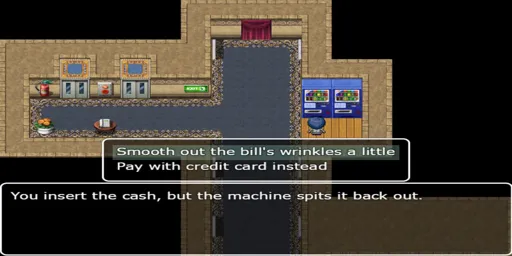 Smooth out the bill's wrinkles a little
Pay with credit card instead
You insert the cash, but the machine spits it back out.